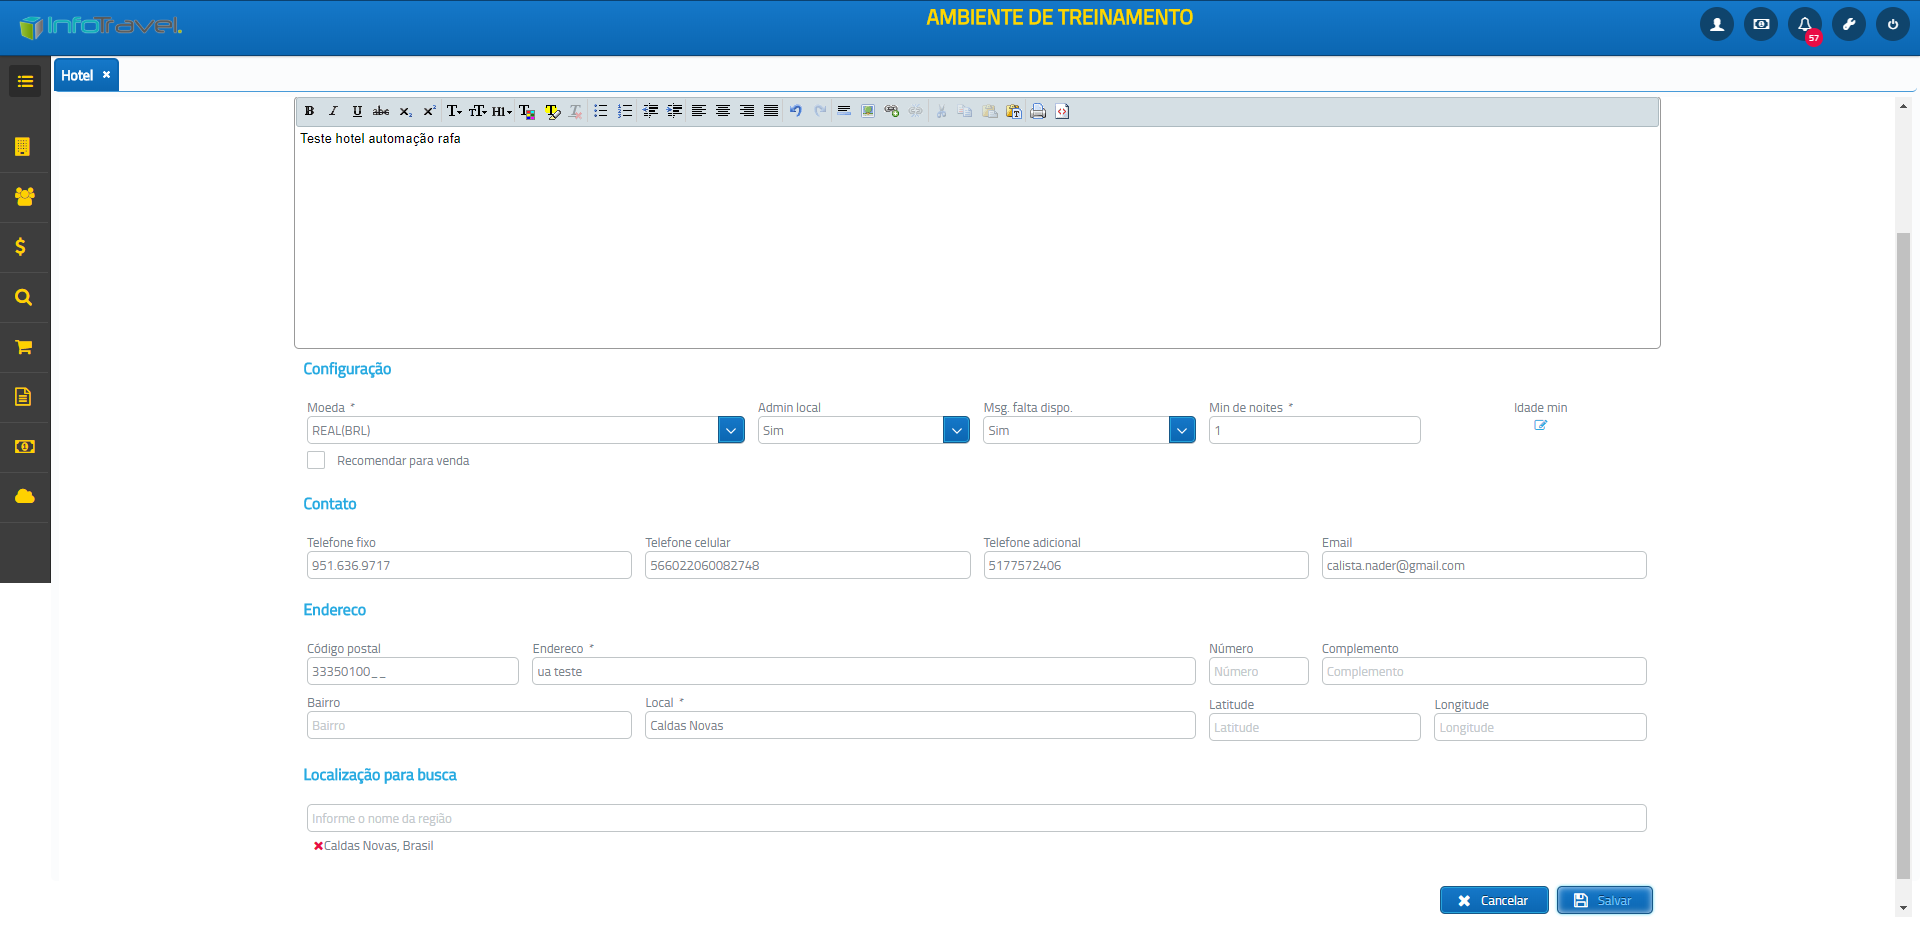 InfoTravel.
AMBIENTE DE TREINAMENTO
57
Hotel
Teste hotel automação rafa
Configuração
Moeda *
Admin local
Msg. falta dispo.
Min de noites *
Idade min
REAL(BRL)
Sim
Sim
1
Recomendar para venda
Contato
Telefone fixo
Telefone celular
Telefone adicional
Email
951.636.9717
566022060082748
5177572406
calista.nader@gmail.com
Endereco
Código postal
Endereco *
Número
Complemento
33350100__
ua teste
Número
Complemento
Bairro
Local *
Latitude
Longitude
Bairro
Caldas Novas
Latitude
Longitude
Localização para busca
Informe o nome da região
Caldas Novas, Brasil
Cancelar
Salvar